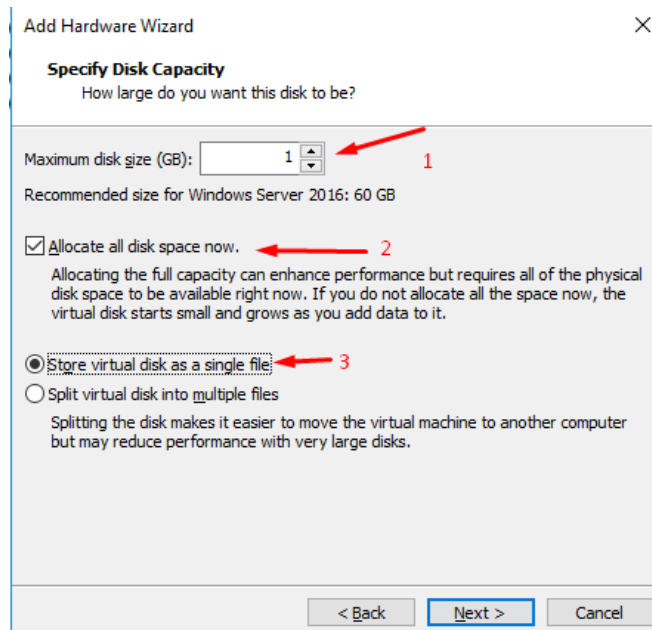 Add Hardware Wizard
Specify Disk Capacity
How large do you want this disk to be?
Maximum disk size (GB): 1
1
Recommended size for Windows Server 2016: 60 GB
Allocate all disk space now.
2
Allocating the full capacity can enhance performance but requires all of the physical
disk space to be available right now. If you do not allocate all the space now, the
virtual disk starts small and grows as you add data to it.
Store virtual disk as a single file
3
Split virtual disk into multiple files
Splitting the disk makes it easier to move the virtual machine to another computer
but may reduce performance with very large disks.
< Back Next > Cancel